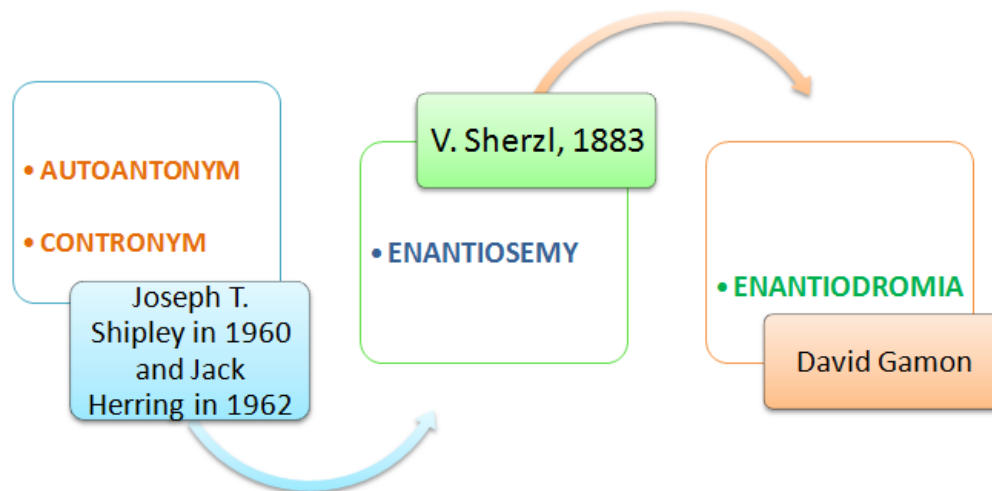 • AUTOANTONYM
• CONTRONYM
Joseph T.
Shipley in 1960
and Jack
Herring in 1962
V. Sherzl, 1883
• ENANTIOSEMY
• ENANTIODROMIA
David Gamon